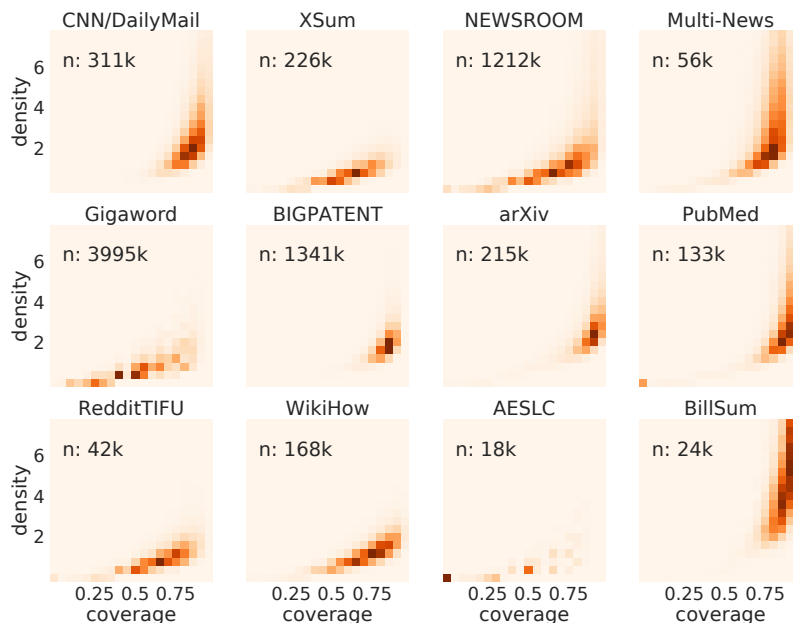 CNN/DailyMail XSum NEWSROOM Multi-News
n: 311k n: 226k n: 1212k n: 56k
density
6
4
2
Gigaword BIGPATENT arXiv PubMed
n: 3995k n: 1341k n: 215k n: 133k
density
6
4
2
RedditTIFU WikiHow AESLC BillSum
n: 42k n: 168k n: 18k n: 24k
density
6
4
2
0.25 0.5 0.75 0.25 0.5 0.75 0.25 0.5 0.75 0.25 0.5 0.75
coverage coverage coverage coverage